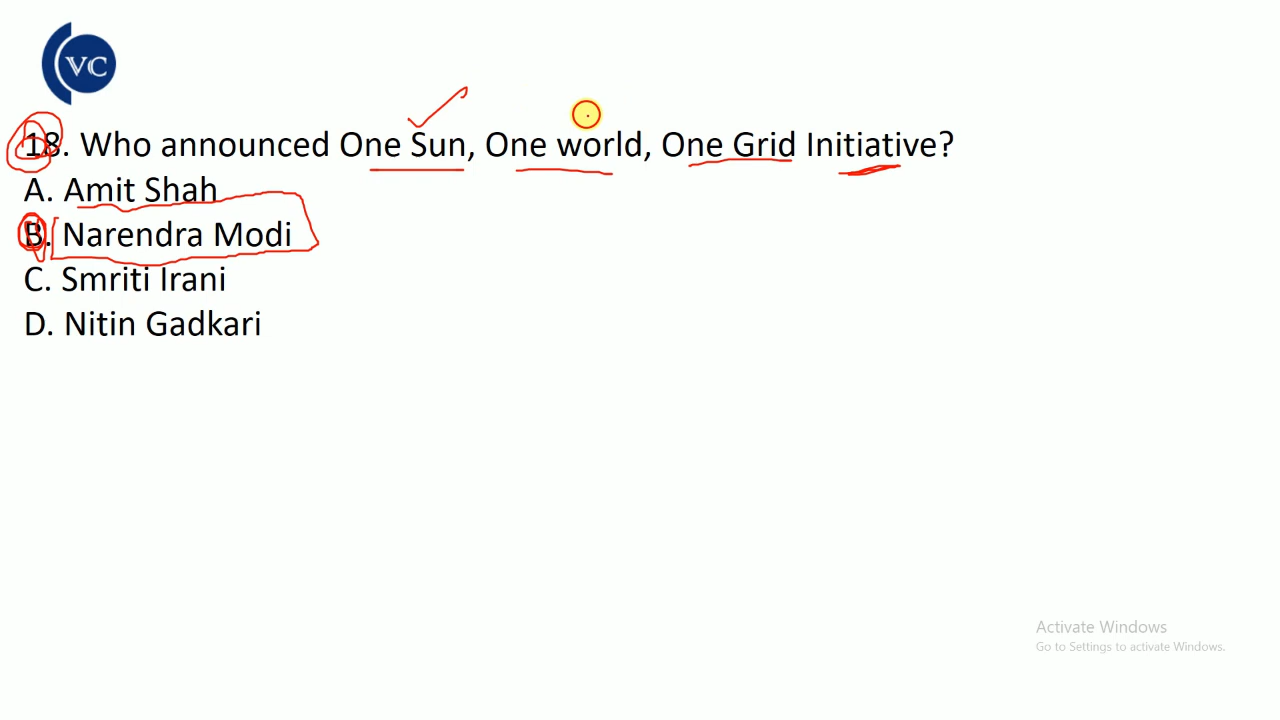 VC
18. Who announced One Sun, One world, One Grid Initiative?
A. Amit Shah
B. Narendra Modi
C. Smriti Irani
D. Nitin Gadkari
Activate Windows
Go to Settings to activate Windows.